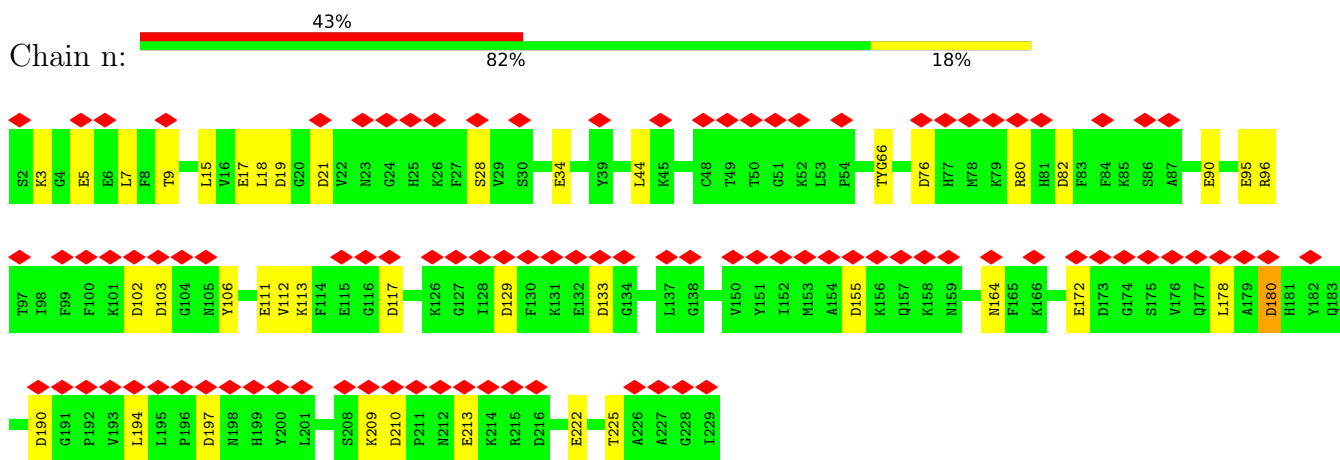 43%
Chain n:
82% 18%
S2 K3 G4 E5 E6 L7 F8 T9 L15 V16 E17 L18 D19 G20 D21 V22 N23 G24 H25 K26 F27 S28 V29 S30 E34 Y39 L44 K45 C48 T49 T50 G51 K52 L53 P54 TYG66 D76 H77 M78 K79 R80 H81 D82 F83 F84 K85 S86 A87 E90 E95 R96
T97 I98 F99 F100 K101 D102 D103 G104 N105 Y106 E111 V112 K113 F114 E115 G116 D117 K126 G127 I128 D129 F130 K131 E132 D133 G134 L137 G138 V150 Y151 I152 M153 A154 D155 K156 Q157 K158 N159 N164 F165 K166 E172 D173 G174 S175 V176 Q177 L178 A179 D180 H181 Y182 Q183
D190 G191 P192 V193 L194 L195 P196 D197 N198 H199 Y200 L201 S208 K209 D210 P211 N212 E213 K214 R215 D216 E222 T225 A226 A227 G228 I229